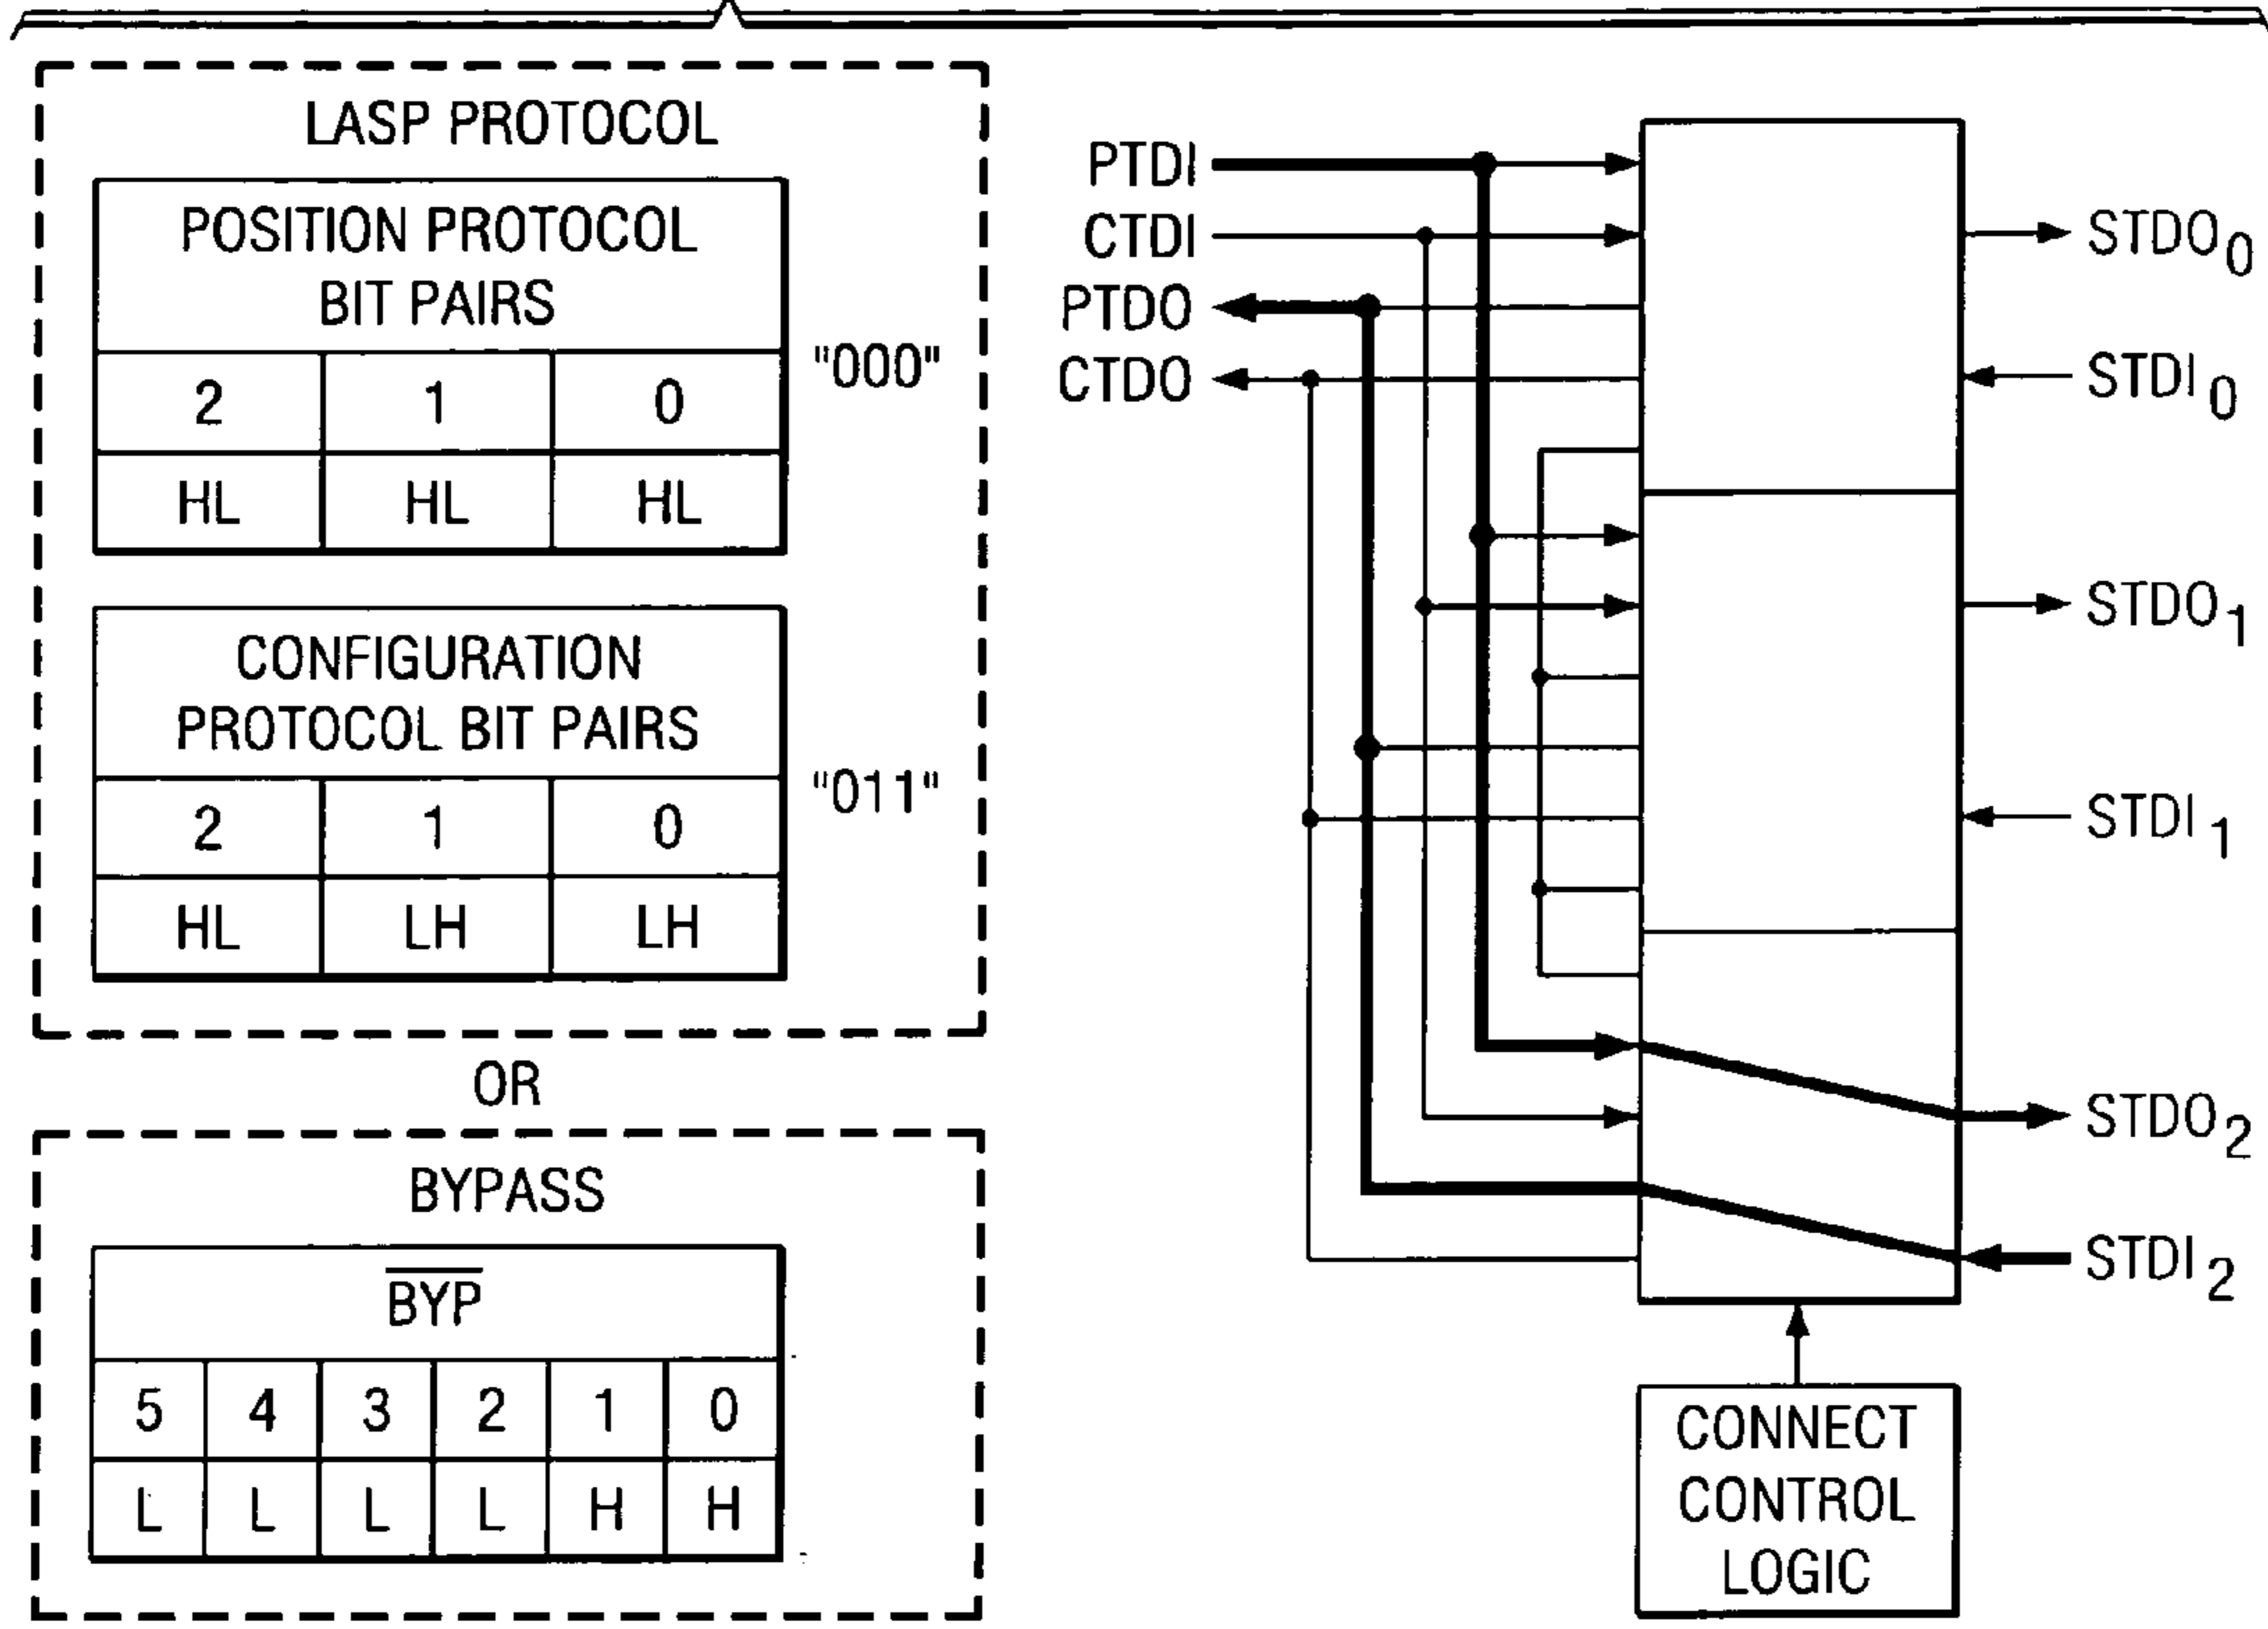 LASP PROTOCOL
POSITION PROTOCOL
BIT PAIRS
2 1 0
HL HL HL
"000"
CONFIGURATION
PROTOCOL BIT PAIRS
2 1 0
HL LH LH
"011"
OR
BYPASS
BYP
5 4 3 2 1 0
L L L L H H
PTDI
CTDI
PTDO
CTDO
STDO0
STDI0
STDO1
STDI1
STDO2
STDI2
CONNECT
CONTROL
LOGIC